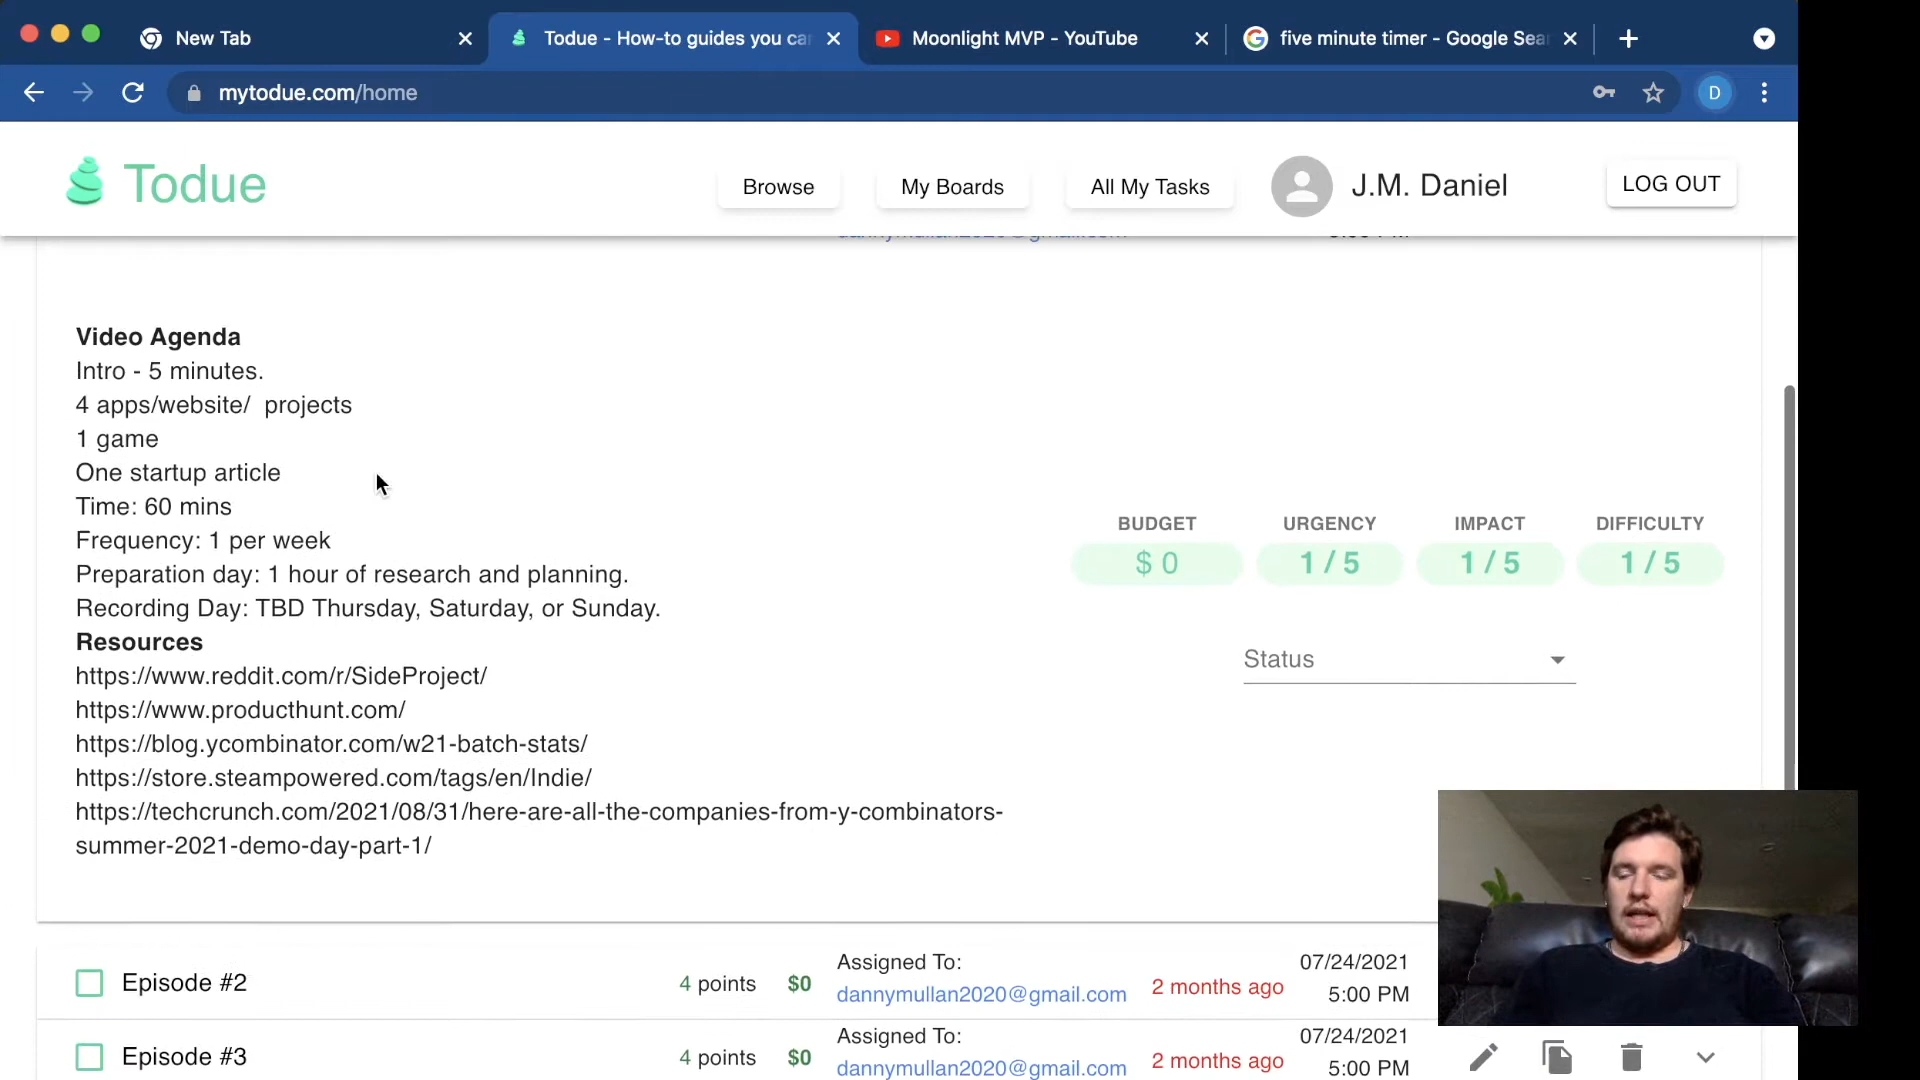 New Tab
Todue - How-to guides you ca
Moonlight MVP - YouTube
five minute timer - Google Sea
mytodue.com/home
D
Todue
Browse
My Boards
All My Tasks
J.M. Daniel
LOG OUT
Video Agenda
Intro - 5 minutes.
4 apps/website/  projects
1 game
One startup article
Time: 60 mins
Frequency: 1 per week
Preparation day: 1 hour of research and planning.
Recording Day: TBD Thursday, Saturday, or Sunday.
Resources
https://www.reddit.com/r/SideProject/
https://www.producthunt.com/
https://blog.ycombinator.com/w21-batch-stats/
https://store.steampowered.com/tags/en/Indie/
https://techcrunch.com/2021/08/31/here-are-all-the-companies-from-y-combinators-
summer-2021-demo-day-part-1/
BUDGET URGENCY IMPACT DIFFICULTY
$ 0 1 / 5 1 / 5 1 / 5
Status
Episode #2 4 points $0
Assigned To:
dannymullan2020@gmail.com
2 months ago
07/24/2021
5:00 PM
Episode #3 4 points $0
Assigned To:
dannymullan2020@gmail.com
2 months ago
07/24/2021
5:00 PM